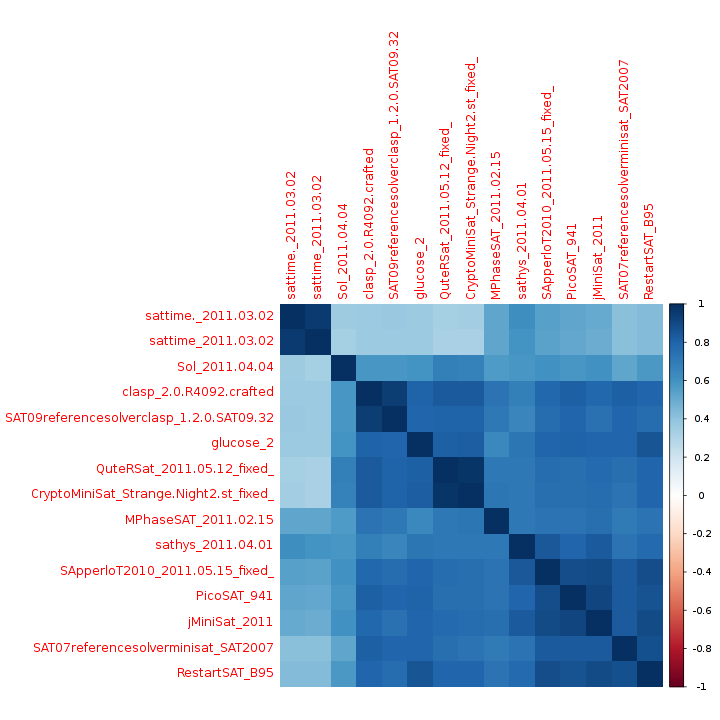 sattime._2011.03.02
sattime_2011.03.02
Sol_2011.04.04
clasp_2.0.R4092.crafted
SAT09referencesolverclasp_1.2.0.SAT09.32
glucose_2
QuteRSat_2011.05.12_fixed_
CryptoMiniSat_Strange.Night2.st_fixed_
MPhaseSAT_2011.02.15
sathys_2011.04.01
SApperloT2010_2011.05.15_fixed_
PicoSAT_941
jMiniSat_2011
SAT07referencesolverminisat_SAT2007
RestartSAT_B95
sattime._2011.03.02
sattime_2011.03.02
Sol_2011.04.04
clasp_2.0.R4092.crafted
SAT09referencesolverclasp_1.2.0.SAT09.32
glucose_2
QuteRSat_2011.05.12_fixed_
CryptoMiniSat_Strange.Night2.st_fixed_
MPhaseSAT_2011.02.15
sathys_2011.04.01
SApperloT2010_2011.05.15_fixed_
PicoSAT_941
jMiniSat_2011
SAT07referencesolverminisat_SAT2007
RestartSAT_B95
1
0.8
0.6
0.4
0.2
0
-0.2
-0.4
-0.6
-0.8
-1